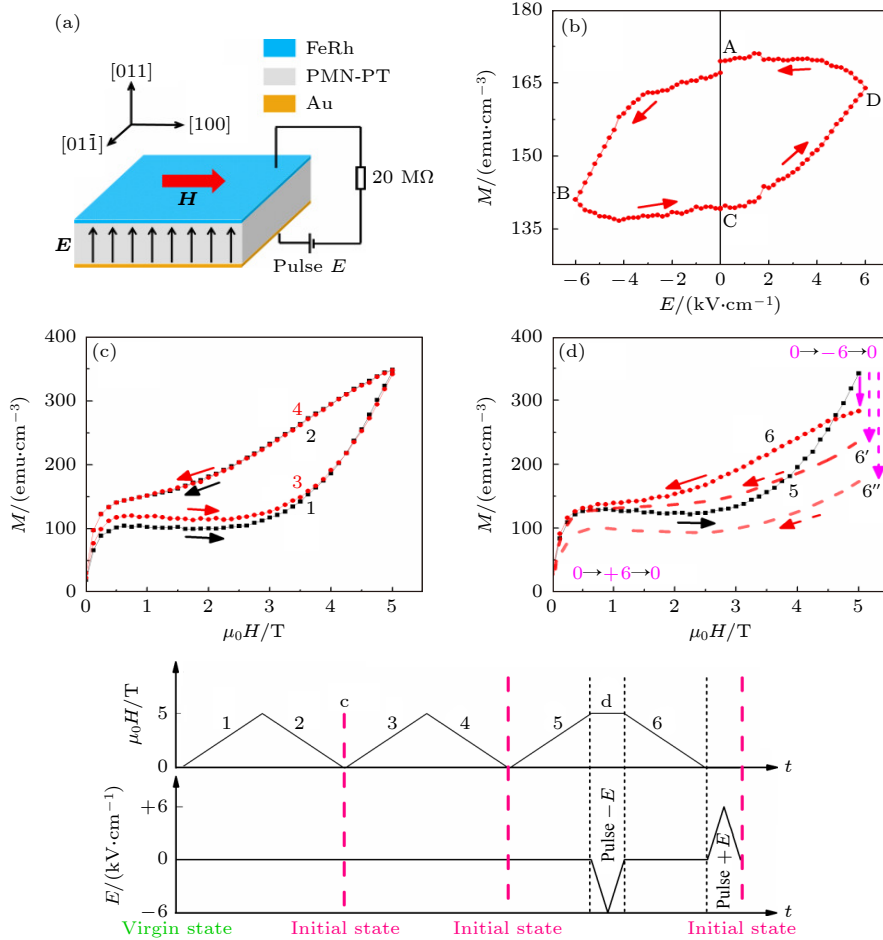 (a)
FeRh
PMN-PT
Au
[011]
[100]
[011̄]
H
E
20 MΩ
Pulse E
(b)
M/(emu·cm−3)
180
165
150
135
A
B
C
D
−6 −4 −2 0 2 4 6
E/(kV·cm−1)
(c)
M/(emu·cm−3)
400
300
200
100
0
4
2
3
1
0 1 2 3 4 5
μ0H/T
(d)
M/(emu·cm−3)
400
300
200
100
0
0→−6→0
6
6′
5
6″
0→+6→0
0 1 2 3 4 5
μ0H/T
μ0H/T
5
0
1 2 c 3 4 5 d 6
t
E/(kV·cm−1)
+6
0
−6
Pulse −E
Pulse +E
t
Virgin state Initial state Initial state Initial state